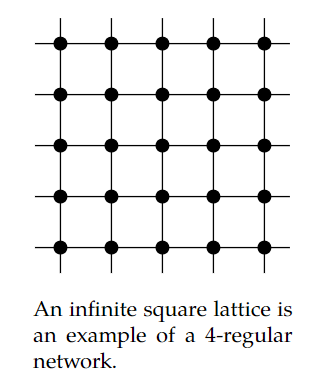 An infinite square lattice is
an example of a 4-regular
network.